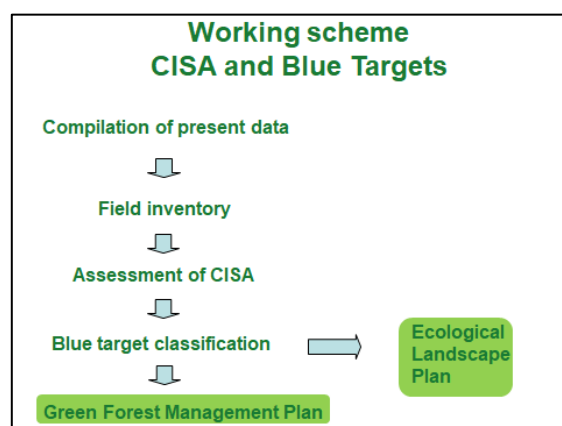 Working scheme
CISA and Blue Targets
Compilation of present data
Field inventory
Assessment of CISA
Blue target classification
Ecological
Landscape
Plan
Green Forest Management Plan